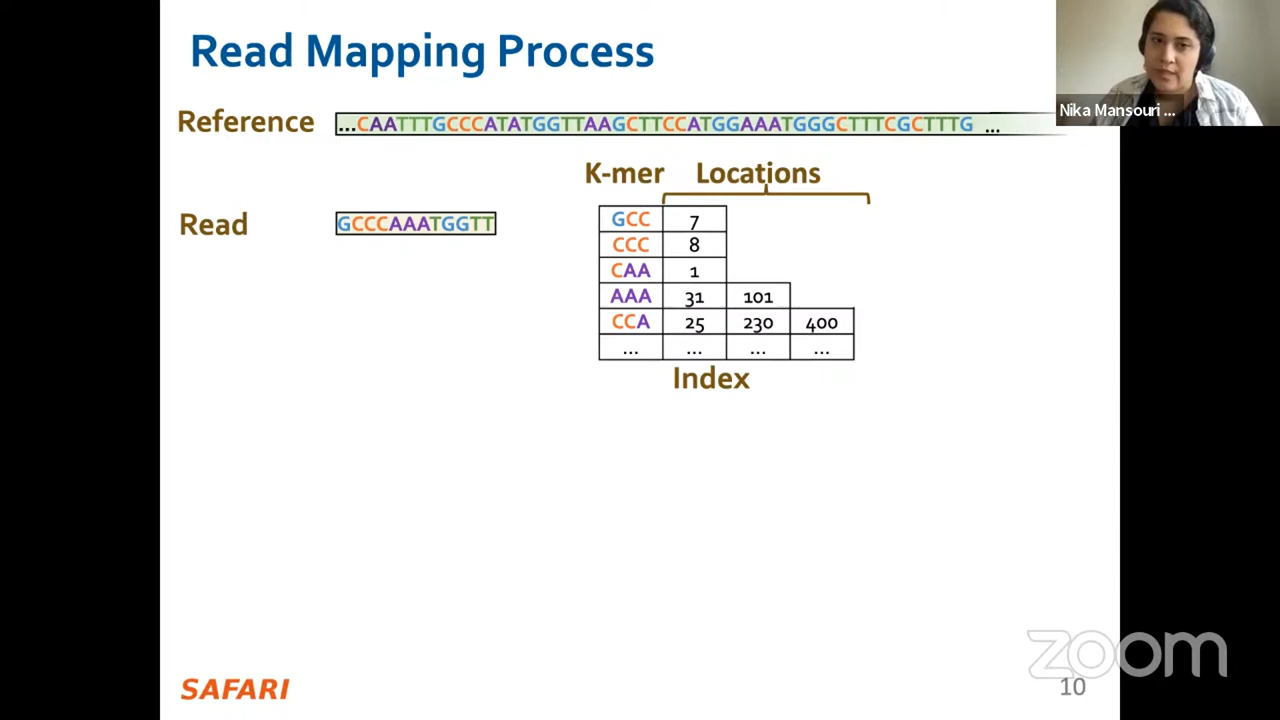 Read Mapping Process
Nika Mansouri ...
Reference ...CAATTTGCCCATATGGTTAAGCTTCCATGGAAATGGGCTTTCGCTTTG ...
K-mer Locations
Read GCCCAAATGGTT
GCC 7
CCC 8
CAA 1
AAA 31 101
CCA 25 230 400
... ... ... ...
Index
zoom
SAFARI 10